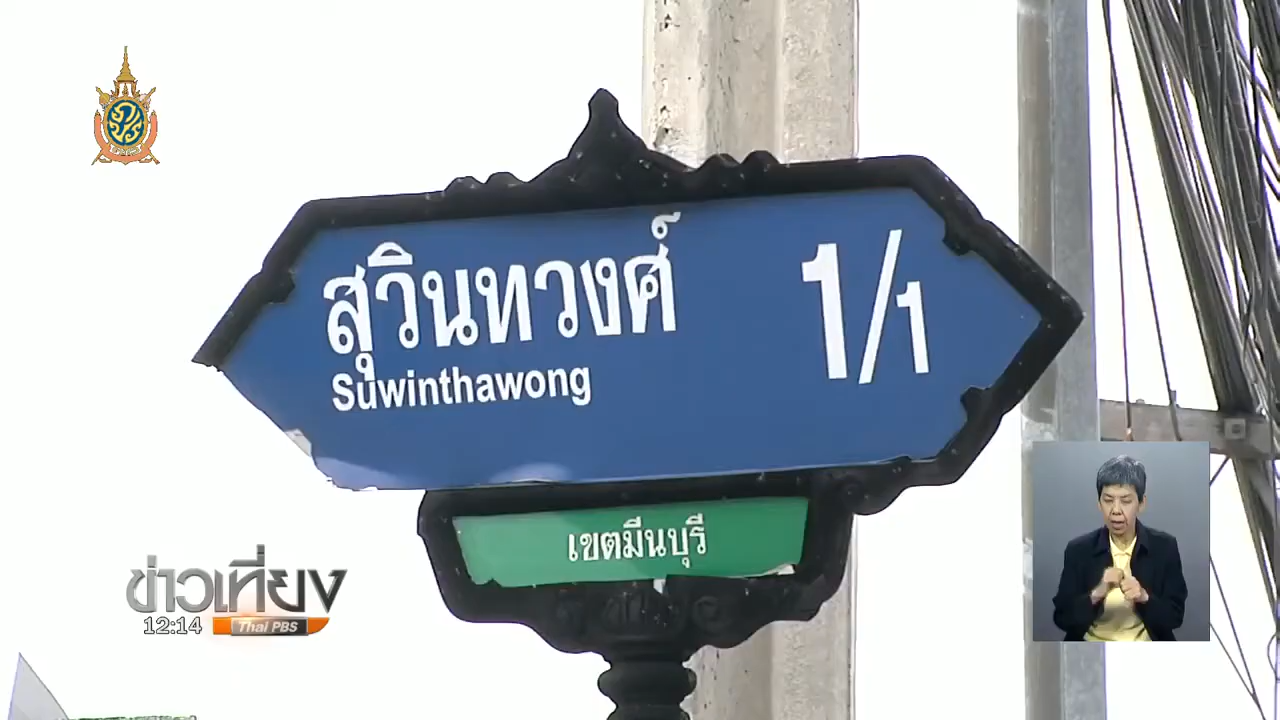 สุวินทวงศ์ 1/1
Suwinthawong
เขตมีนบุรี
ข่าวเที่ยง
12:14 Thai PBS